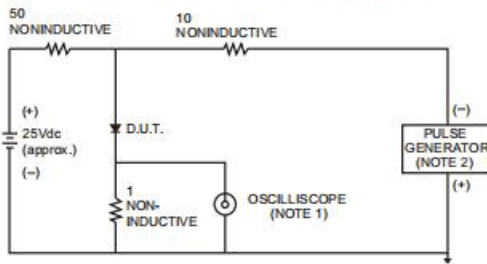 50
NONINDUCTIVE
10
NONINDUCTIVE
(+)
25Vdc
(approx.)
(–)
D.U.T.
1
NON-
INDUCTIVE
OSCILLISCOPE
(NOTE 1)
(–)
PULSE
GENERATOR
(NOTE 2)
(+)